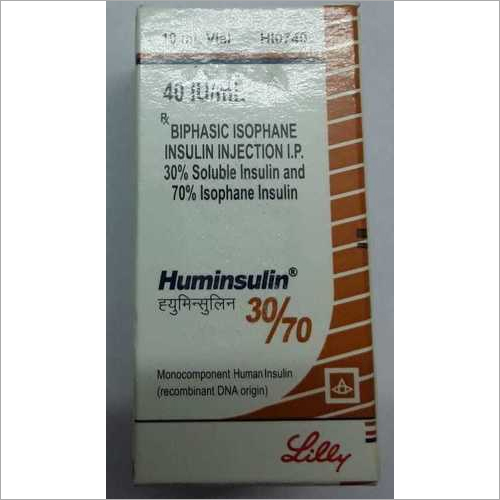 10 mL Vial HI0740
40 IU/mL
Rx
BIPHASIC ISOPHANE
INSULIN INJECTION I.P.
30% Soluble Insulin and
70% Isophane Insulin
Huminsulin®
ह्युमिन्सुलिन 30/70
Monocomponent Human Insulin
(recombinant DNA origin)
Lilly